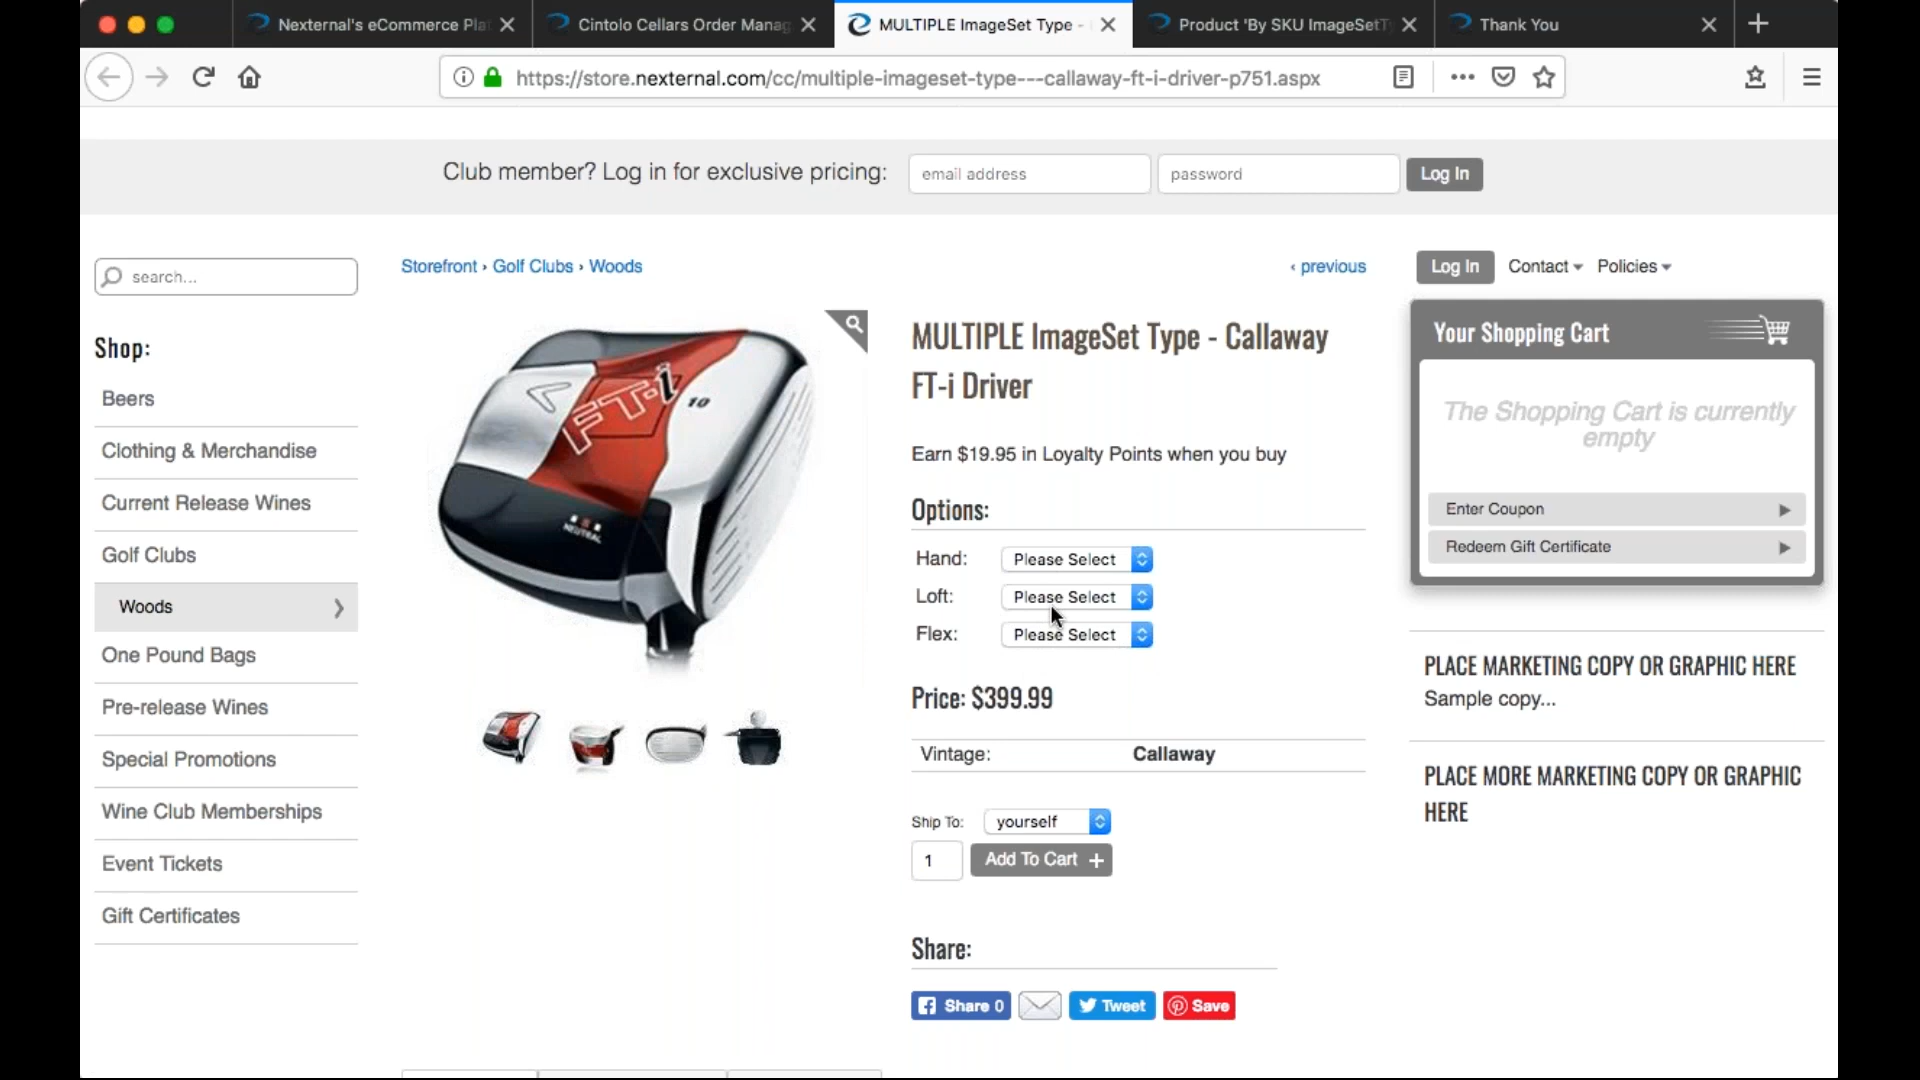 Nexternal's eCommerce Pla
Cintolo Cellars Order Manag
MULTIPLE ImageSet Type -
Product 'By SKU ImageSetT
Thank You
https://store.nexternal.com/cc/multiple-imageset-type---callaway-ft-i-driver-p751.aspx
Club member? Log in for exclusive pricing:
email address
password
Log In
search...
Storefront › Golf Clubs › Woods
‹ previous
Log In
Contact
Policies
Shop:
Beers
Clothing & Merchandise
Current Release Wines
Golf Clubs
Woods
One Pound Bags
Pre-release Wines
Special Promotions
Wine Club Memberships
Event Tickets
Gift Certificates
FT-i
10
NEUTRAL
MULTIPLE ImageSet Type - Callaway
FT-i Driver
Earn $19.95 in Loyalty Points when you buy
Options:
Hand: Please Select
Loft: Please Select
Flex: Please Select
Price: $399.99
Vintage: Callaway
Ship To: yourself
1
Add To Cart +
Share:
Share 0
Tweet
Save
Your Shopping Cart
The Shopping Cart is currently
empty
Enter Coupon
Redeem Gift Certificate
PLACE MARKETING COPY OR GRAPHIC HERE
Sample copy...
PLACE MORE MARKETING COPY OR GRAPHIC
HERE